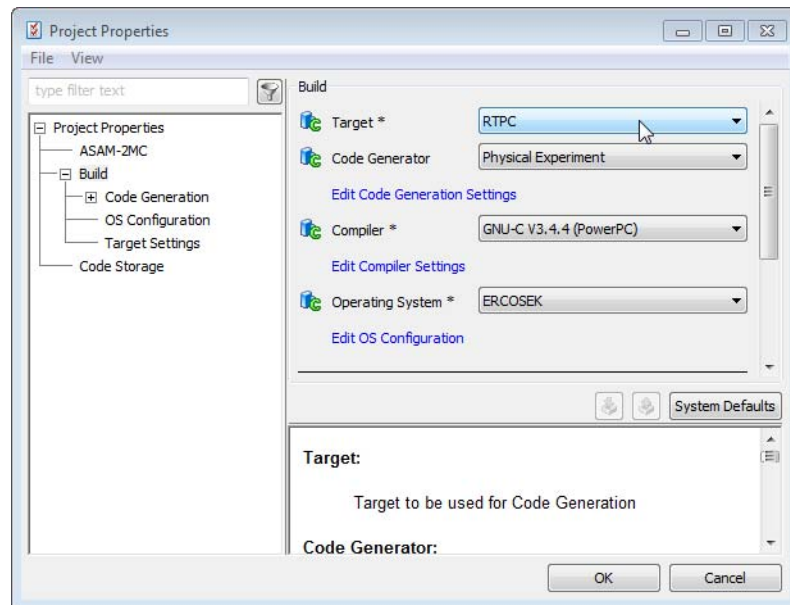 Project Properties
File View
type filter text
Project Properties
ASAM-2MC
Build
Code Generation
OS Configuration
Target Settings
Code Storage
Build
Target * RTPC
Code Generator Physical Experiment
Edit Code Generation Settings
Compiler * GNU-C V3.4.4 (PowerPC)
Edit Compiler Settings
Operating System * ERCOSEK
Edit OS Configuration
System Defaults
Target:
Target to be used for Code Generation
Code Generator:
OK Cancel